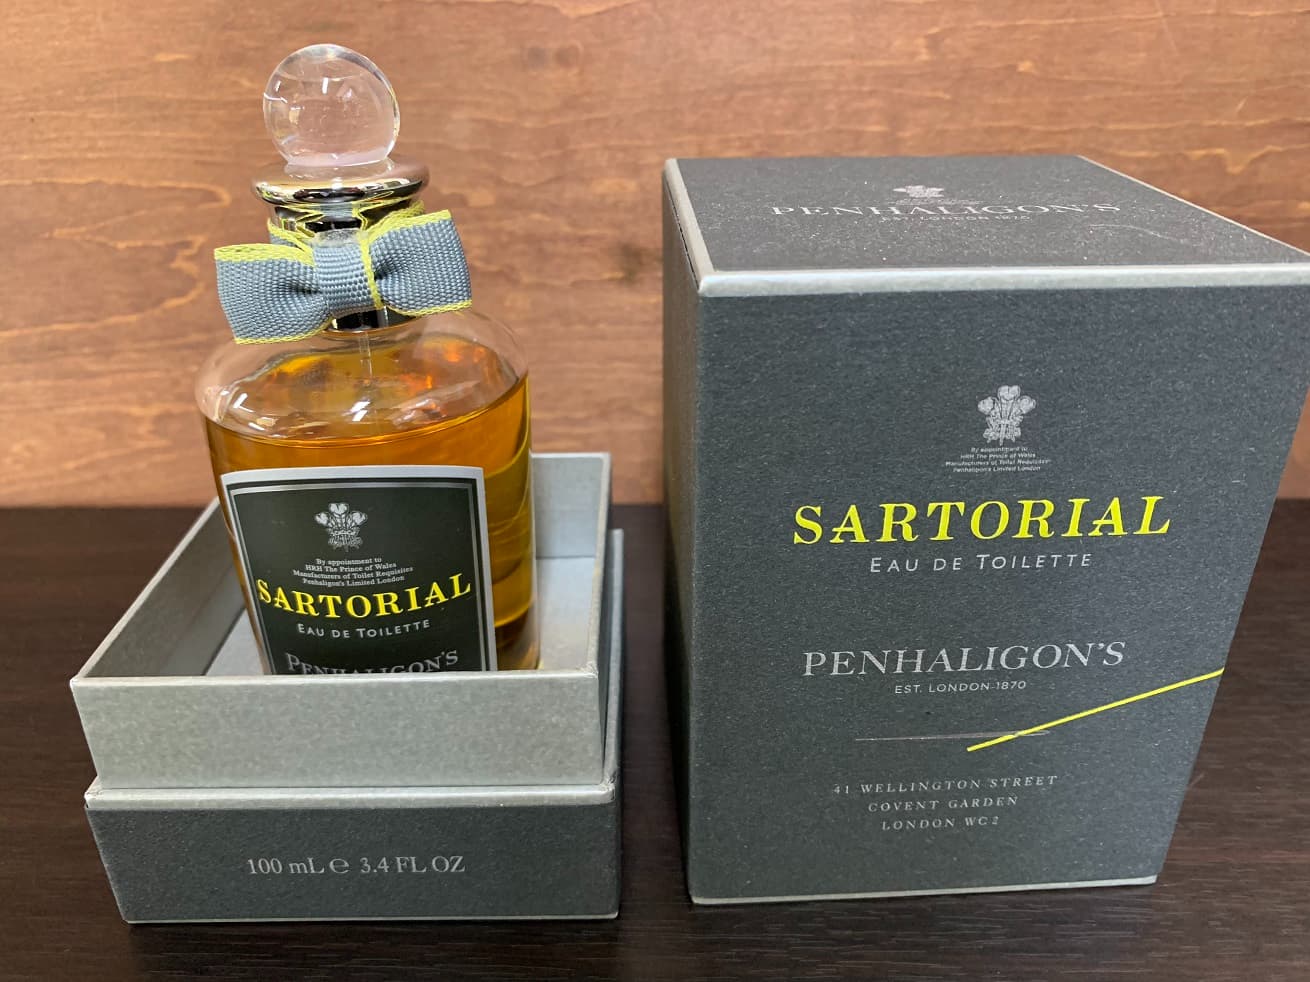 By appointment to
HRH The Prince of Wales
Manufacturers of Toilet Requisites
Penhaligon's Limited London
SARTORIAL
EAU DE TOILETTE
PENHALIGON'S
100 mL ℮ 3.4 FL OZ
PENHALIGON'S
EST. LONDON 1870
By appointment to
HRH The Prince of Wales
Manufacturers of Toilet Requisites
Penhaligon's Limited London
SARTORIAL
EAU DE TOILETTE
PENHALIGON'S
EST. LONDON 1870
41 WELLINGTON STREET
COVENT GARDEN
LONDON WC2